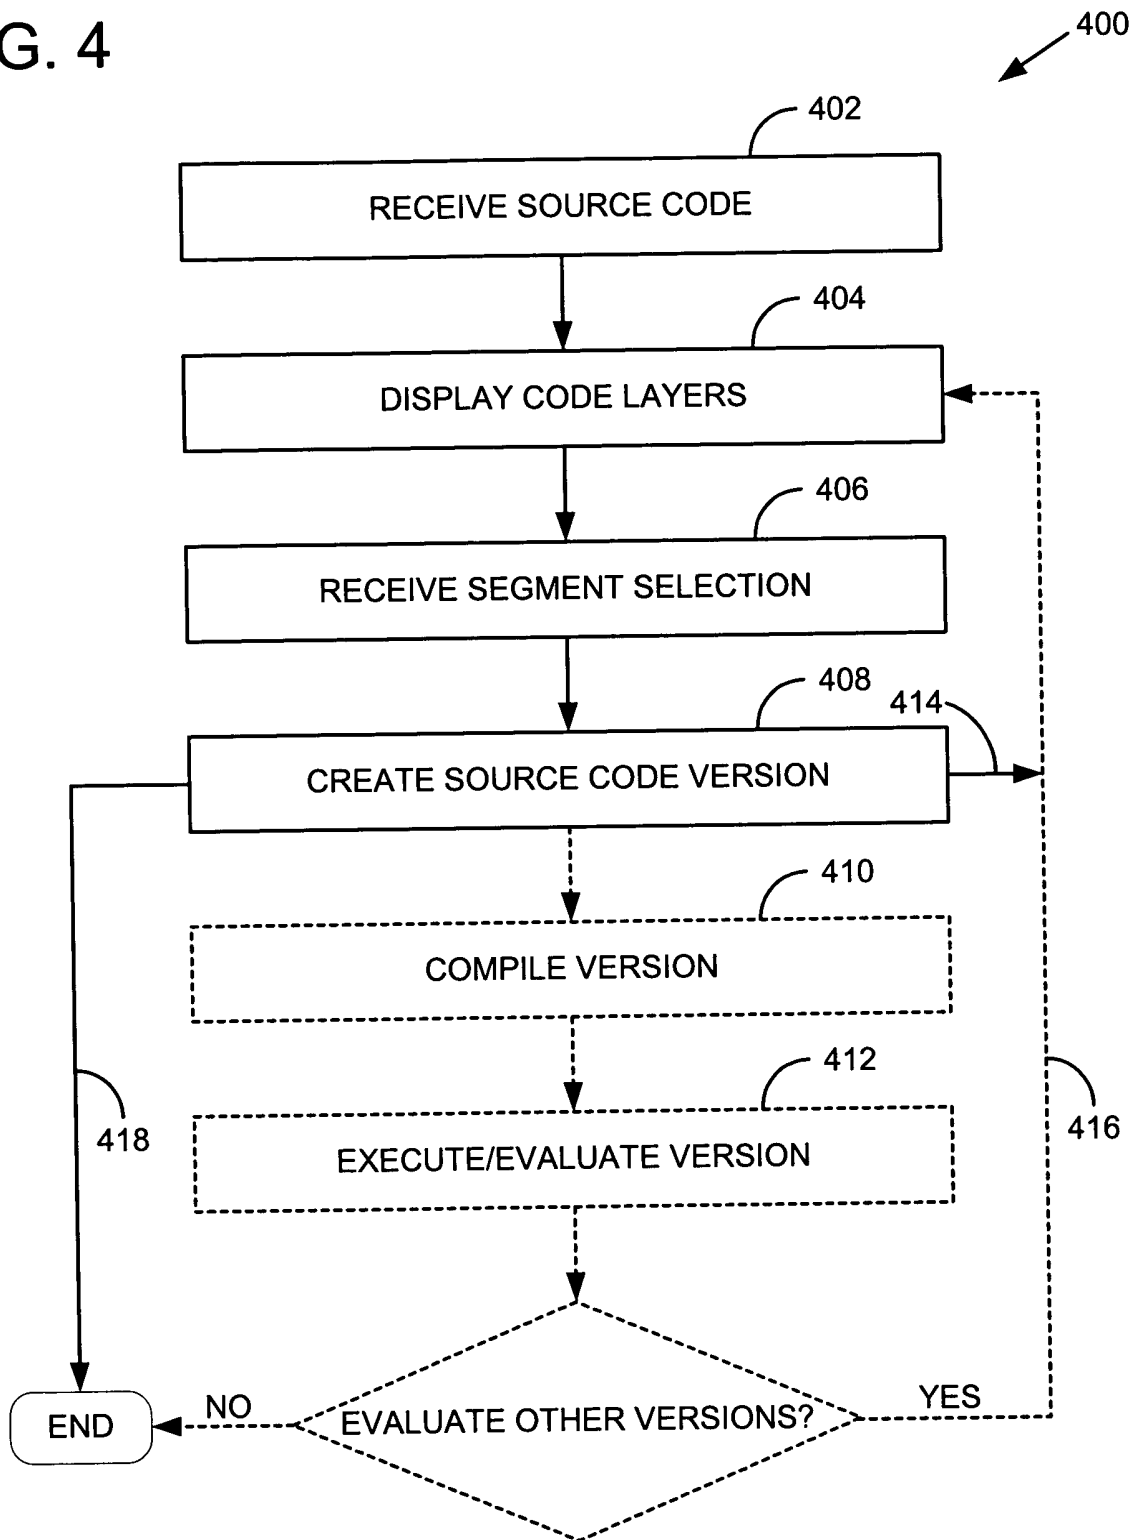 G. 4
400
402
RECEIVE SOURCE CODE
404
DISPLAY CODE LAYERS
406
RECEIVE SEGMENT SELECTION
408
414
CREATE SOURCE CODE VERSION
410
COMPILE VERSION
412
EXECUTE/EVALUATE VERSION
418
416
NO
YES
EVALUATE OTHER VERSIONS?
END